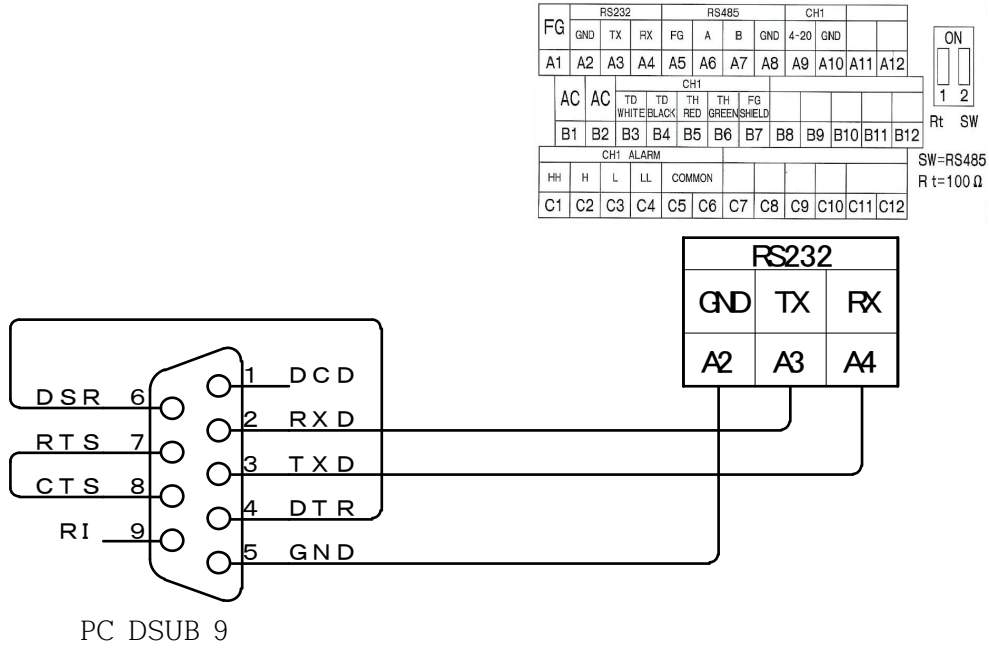 RS232 RS485 CH1
FG GND TX RX FG A B GND 4-20 GND
A1 A2 A3 A4 A5 A6 A7 A8 A9 A10 A11 A12
ON
1 2
Rt SW
CH1
AC AC TD WHITE TD BLACK TH RED TH GREEN FG SHIELD
B1 B2 B3 B4 B5 B6 B7 B8 B9 B10 B11 B12
CH1 ALARM
HH H L LL COMMON
C1 C2 C3 C4 C5 C6 C7 C8 C9 C10 C11 C12
SW=RS485
R t=100Ω
RS232
GND TX RX
A2 A3 A4
1 DCD
DSR 6
2 RXD
RTS 7
3 TXD
CTS 8
4 DTR
RI 9
5 GND
PC DSUB 9